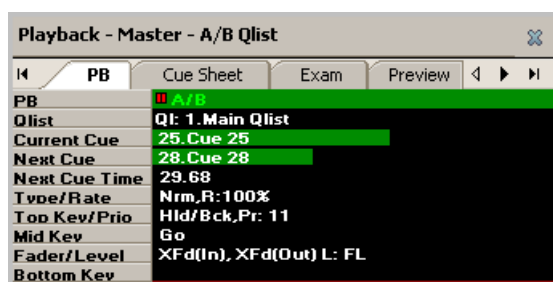 Playback - Master - A/B Qlist
PB Cue Sheet Exam Preview
PB A/B
Qlist QI: 1.Main Qlist
Current Cue 25.Cue 25
Next Cue 28.Cue 28
Next Cue Time 29.68
Type/Rate Nrm,R:100%
Top Key/Prio Hld/Bck,Pr: 11
Mid Key Go
Fader/Level XFd(In), XFd(Out) L: FL
Bottom Key